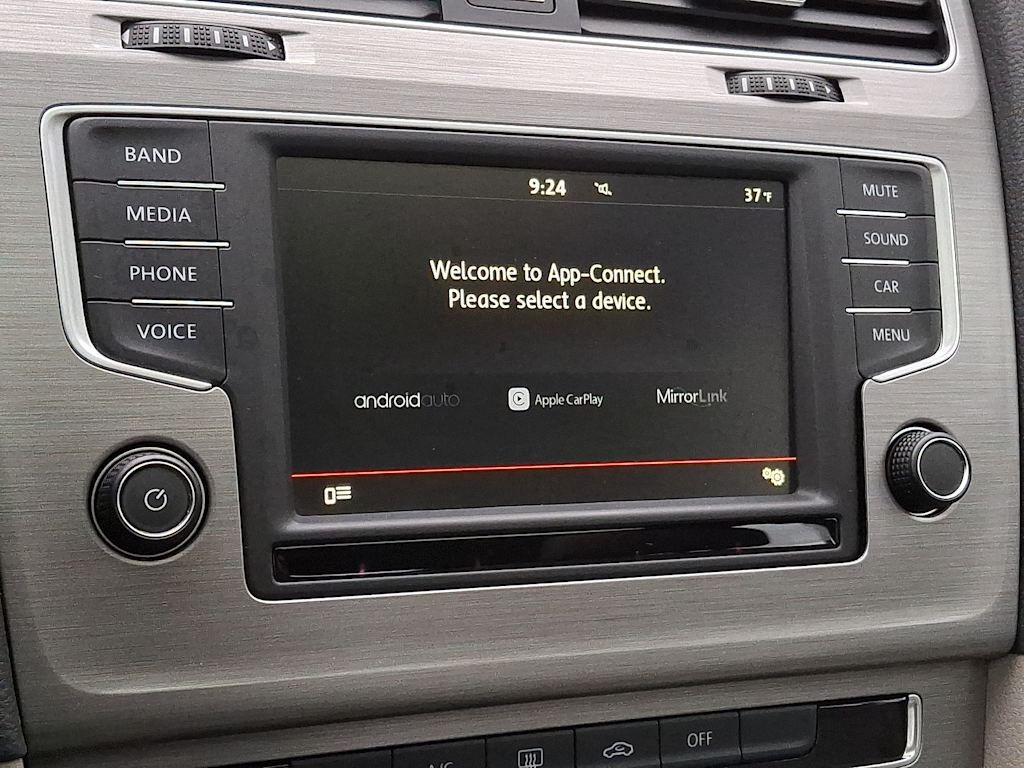 BAND
MEDIA
PHONE
VOICE
9:24
37°F
Welcome to App-Connect.
Please select a device.
androidauto
Apple CarPlay
MirrorLink
MUTE
SOUND
CAR
MENU
A/C
OFF